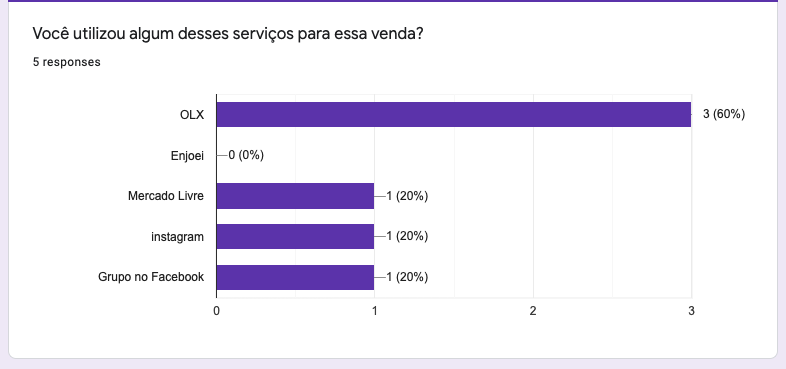 Você utilizou algum desses serviços para essa venda?
5 responses
OLX 3 (60%)
Enjoei 0 (0%)
Mercado Livre 1 (20%)
instagram 1 (20%)
Grupo no Facebook 1 (20%)
0 1 2 3